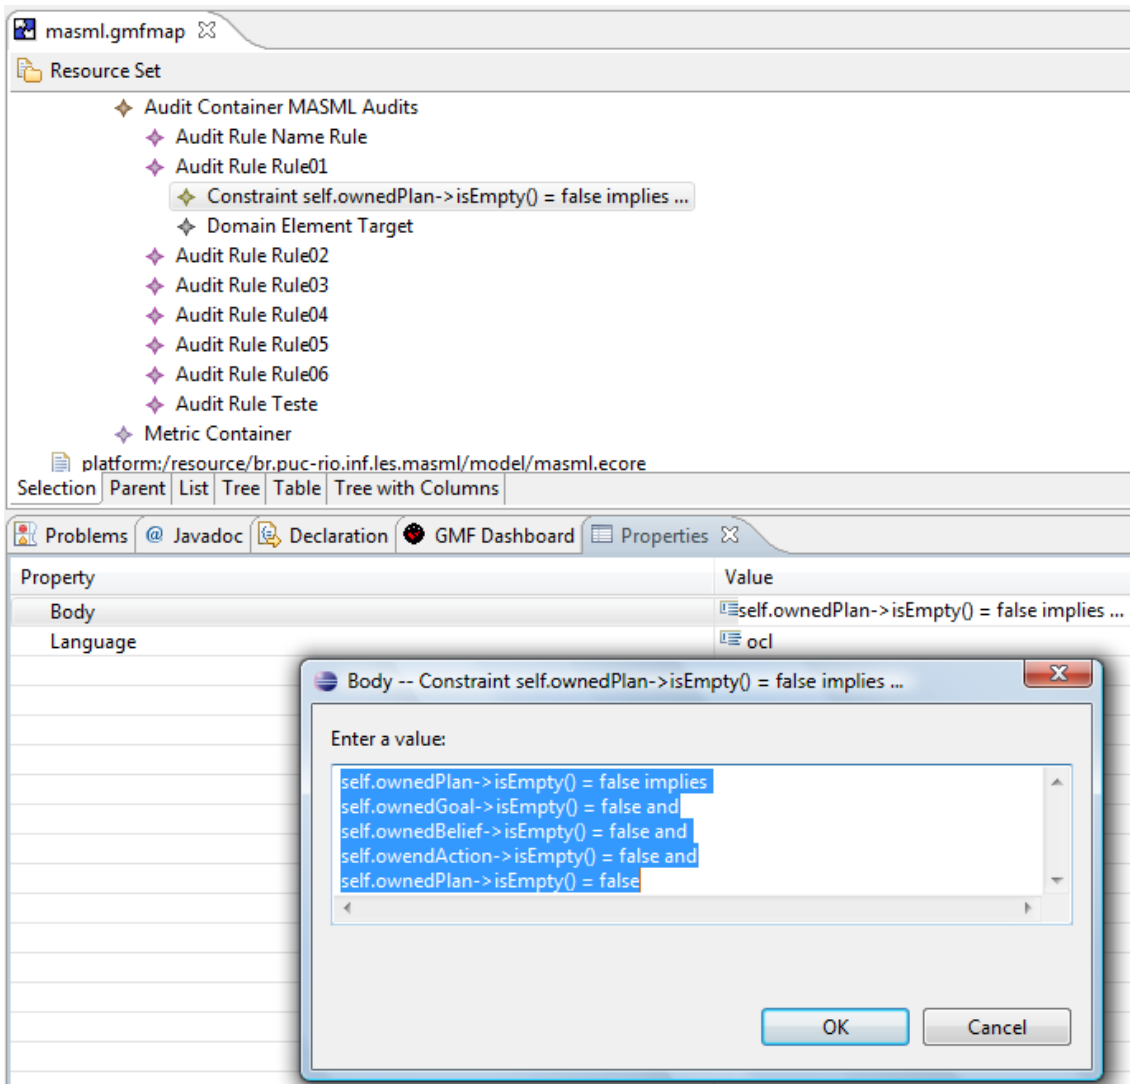 masml.gmfmap
Resource Set
Audit Container MASML Audits
Audit Rule Name Rule
Audit Rule Rule01
Constraint self.ownedPlan->isEmpty() = false implies ...
Domain Element Target
Audit Rule Rule02
Audit Rule Rule03
Audit Rule Rule04
Audit Rule Rule05
Audit Rule Rule06
Audit Rule Teste
Metric Container
platform:/resource/br.puc-rio.inf.les.masml/model/masml.ecore
Selection Parent List Tree Table Tree with Columns
Problems @ Javadoc Declaration GMF Dashboard Properties
Property Value
Body self.ownedPlan->isEmpty() = false implies ...
Language ocl
Body -- Constraint self.ownedPlan->isEmpty() = false implies ...
Enter a value:
self.ownedPlan->isEmpty() = false implies
self.ownedGoal->isEmpty() = false and
self.ownedBelief->isEmpty() = false and
self.owendAction->isEmpty() = false and
self.ownedPlan->isEmpty() = false
OK Cancel